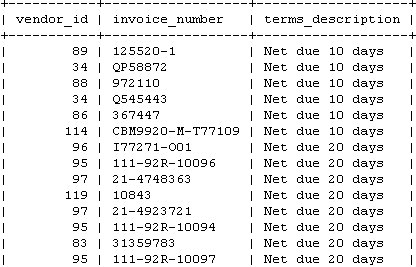 +-----------+----------------+-------------------+
| vendor_id | invoice_number | terms_description |
+-----------+----------------+-------------------+
| 89 | 125520-1 | Net due 10 days |
| 34 | QP58872 | Net due 10 days |
| 88 | 972110 | Net due 10 days |
| 34 | Q545443 | Net due 10 days |
| 86 | 367447 | Net due 10 days |
| 114 | CBM9920-M-T77109 | Net due 10 days |
| 96 | I77271-O01 | Net due 20 days |
| 95 | 111-92R-10096 | Net due 20 days |
| 97 | 21-4748363 | Net due 20 days |
| 119 | 10843 | Net due 20 days |
| 97 | 21-4923721 | Net due 20 days |
| 95 | 111-92R-10094 | Net due 20 days |
| 83 | 31359783 | Net due 20 days |
| 95 | 111-92R-10097 | Net due 20 days |